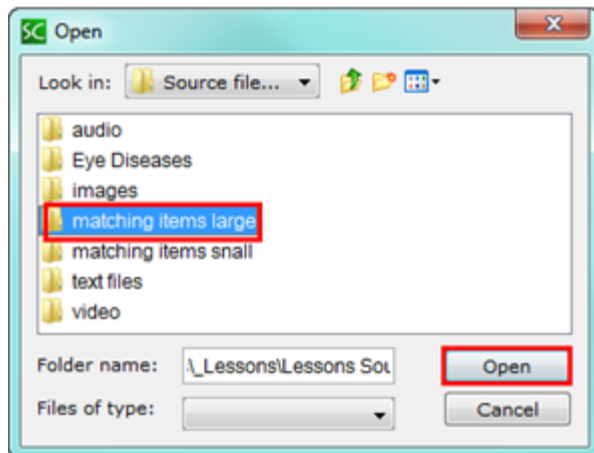 SC Open
Look in: Source file...
audio
Eye Diseases
images
matching items large
matching items snall
text files
video
Folder name: .\_Lessons\Lessons Sou
Open
Files of type:
Cancel